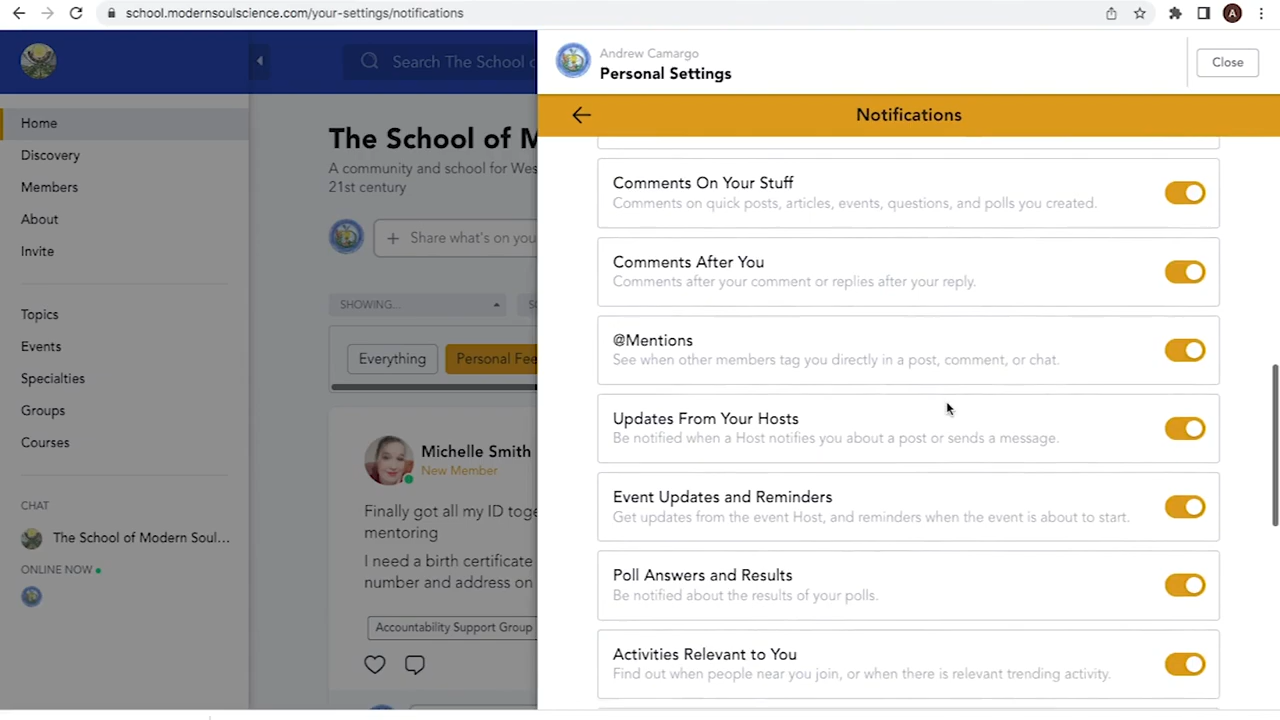 school.modernsoulscience.com/your-settings/notifications
A
Search The School o
Andrew Camargo
Personal Settings
Close
Notifications
Home
Discovery
Members
About
Invite
Topics
Events
Specialties
Groups
Courses
CHAT
The School of Modern Soul...
ONLINE NOW
The School of M
A community and school for Wes
21st century
Share what's on you
SHOWING...
Everything
Personal Fee
Michelle Smith
New Member
Finally got all my ID toge
mentoring
I need a birth certificate
number and address on
Accountability Support Group
Comments On Your Stuff
Comments on quick posts, articles, events, questions, and polls you created.
Comments After You
Comments after your comment or replies after your reply.
@Mentions
See when other members tag you directly in a post, comment, or chat.
Updates From Your Hosts
Be notified when a Host notifies you about a post or sends a message.
Event Updates and Reminders
Get updates from the event Host, and reminders when the event is about to start.
Poll Answers and Results
Be notified about the results of your polls.
Activities Relevant to You
Find out when people near you join, or when there is relevant trending activity.